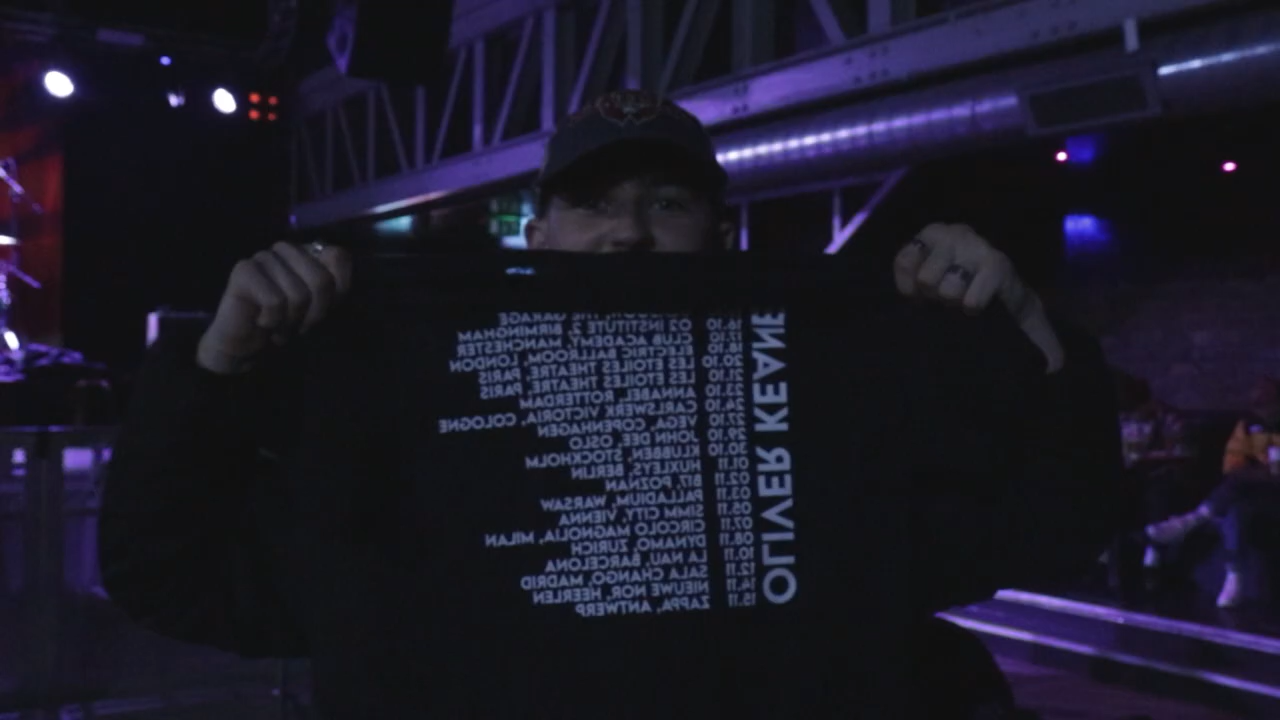 THE GARAGE
16.10 O2 INSTITUTE 2, BIRMINGHAM
17.10 CLUB ACADEMY, MANCHESTER
18.10 ELECTRIC BALLROOM, LONDON
20.10 LES ETOILES THEATRE, PARIS
21.10 LES ETOILES THEATRE, PARIS
23.10 ANNABEL, ROTTERDAM
24.10 CARLSWERK VICTORIA, COLOGNE
27.10 VEGA, COPENHAGEN
29.10 JOHN DEE, OSLO
30.10 KLUBBEN, STOCKHOLM
01.11 HUXLEYS, BERLIN
02.11 B17, POZNAN
03.11 PALLADIUM, WARSAW
05.11 SIMM CITY, VIENNA
07.11 CIRCOLO MAGNOLIA, MILAN
08.11 DYNAMO, ZURICH
10.11 LA NAU, BARCELONA
12.11 SALA CHANGO, MADRID
14.11 NIEUWE NOR, HEERLEN
15.11 ZAPPA, ANTWERP
OLIVER KEANE